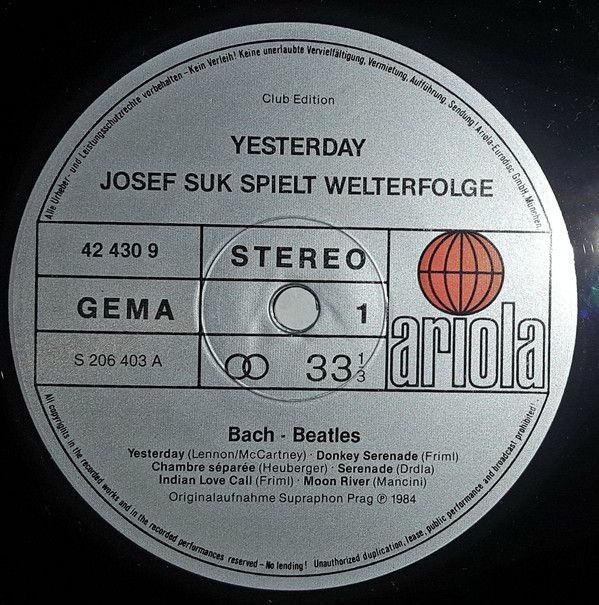 Alle Urheber- und Leistungsschutzrechte vorbehalten - Kein Verleih! Keine unerlaubte Vervielfältigung, Vermietung, Aufführung, Sendung! Ariola-Eurodisc GmbH, München.
Club Edition
YESTERDAY
JOSEF SUK SPIELT WELTERFOLGE
42 430 9
STEREO
GEMA
1
ariola
S 206 403 A
33 1/3
Bach - Beatles
Yesterday (Lennon/McCartney) · Donkey Serenade (Friml)
Chambre séparée (Heuberger) · Serenade (Drdla)
Indian Love Call (Friml) · Moon River (Mancini)
Originalaufnahme Supraphon Prag Ⓟ 1984
All copyrights in the recorded works and in the recorded performances reserved – No lending! Unauthorized duplication, lease, public performance and broadcast prohibited!